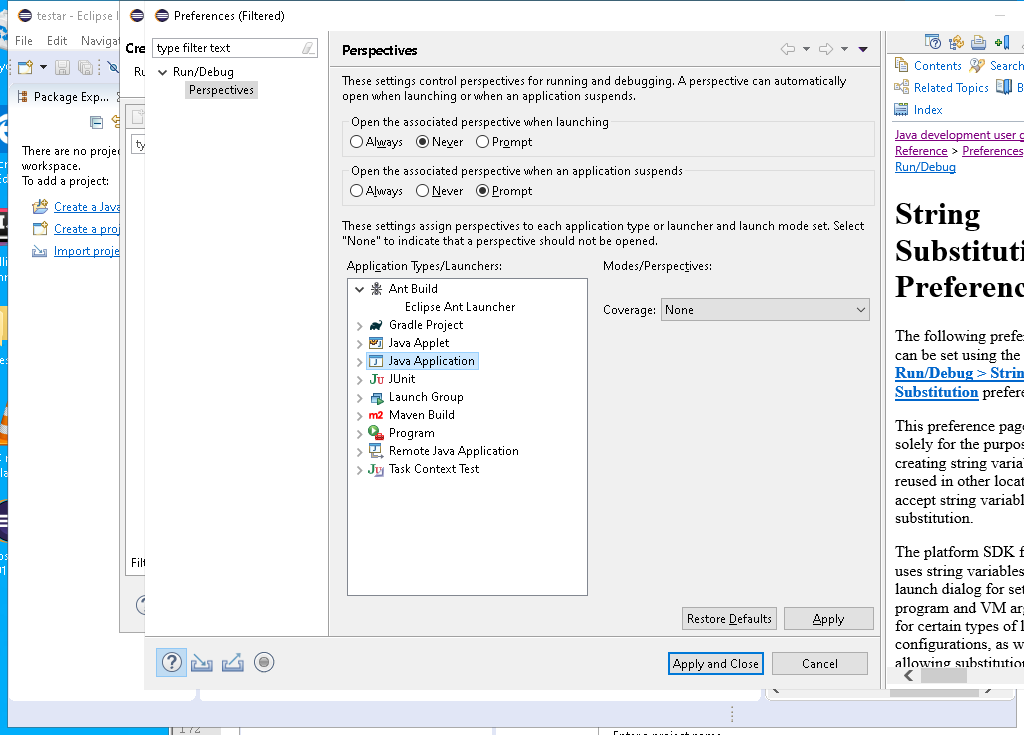 testar - Eclipse I
File Edit Navigat
Package Exp...
There are no projec
workspace.
To add a project:
Create a Java
Create a proj
Import proje
Cre
Ru
ty
Filt
Preferences (Filtered)
type filter text
Run/Debug
Perspectives
Perspectives
These settings control perspectives for running and debugging. A perspective can automatically
open when launching or when an application suspends.
Open the associated perspective when launching
Always Never Prompt
Open the associated perspective when an application suspends
Always Never Prompt
These settings assign perspectives to each application type or launcher and launch mode set. Select
"None" to indicate that a perspective should not be opened.
Application Types/Launchers:
Modes/Perspectives:
Ant Build
Eclipse Ant Launcher
Gradle Project
Java Applet
Java Application
JUnit
Launch Group
Maven Build
Program
Remote Java Application
Task Context Test
Coverage: None
Restore Defaults Apply
Apply and Close Cancel
Contents Search
Related Topics B
Index
Java development user g
Reference > Preferences
Run/Debug
String
Substituti
Preferenc
The following prefer
can be set using the
Run/Debug > Strin
Substitution prefere
This preference page
solely for the purpos
creating string varia
reused in other locat
accept string variabl
substitution.
The platform SDK f
uses string variables
launch dialog for set
program and VM arg
for certain types of l
configurations, as w
allowing substitution
172